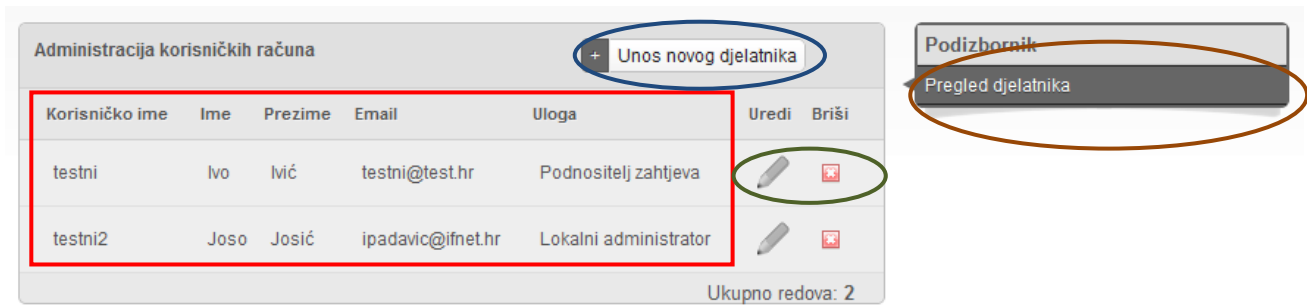 Administracija korisničkih računa
+ Unos novog djelatnika
Korisničko ime Ime Prezime Email Uloga Uredi Briši
testni Ivo Ivić testni@test.hr Podnositelj zahtjeva
testni2 Joso Josić ipadavic@ifnet.hr Lokalni administrator
Ukupno redova: 2
Podizbornik
Pregled djelatnika